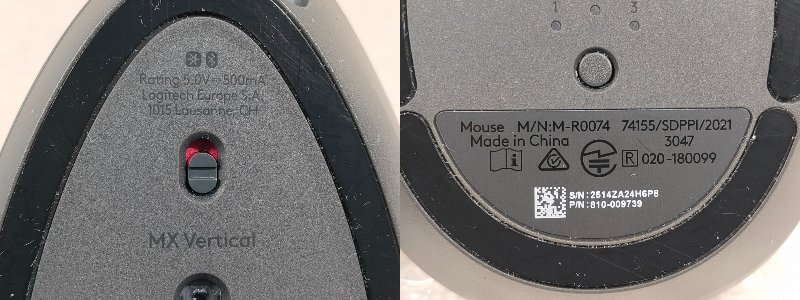 Rating 5.0V⎓500mA
Logitech Europe S.A.
1015 Lausanne, CH
MX Vertical
1 3
Mouse M/N:M-R0074 74155/SDPPI/2021
Made in China 3047
R 020-180099
S/N: 2514ZA24H6P8
P/N: 810-009739